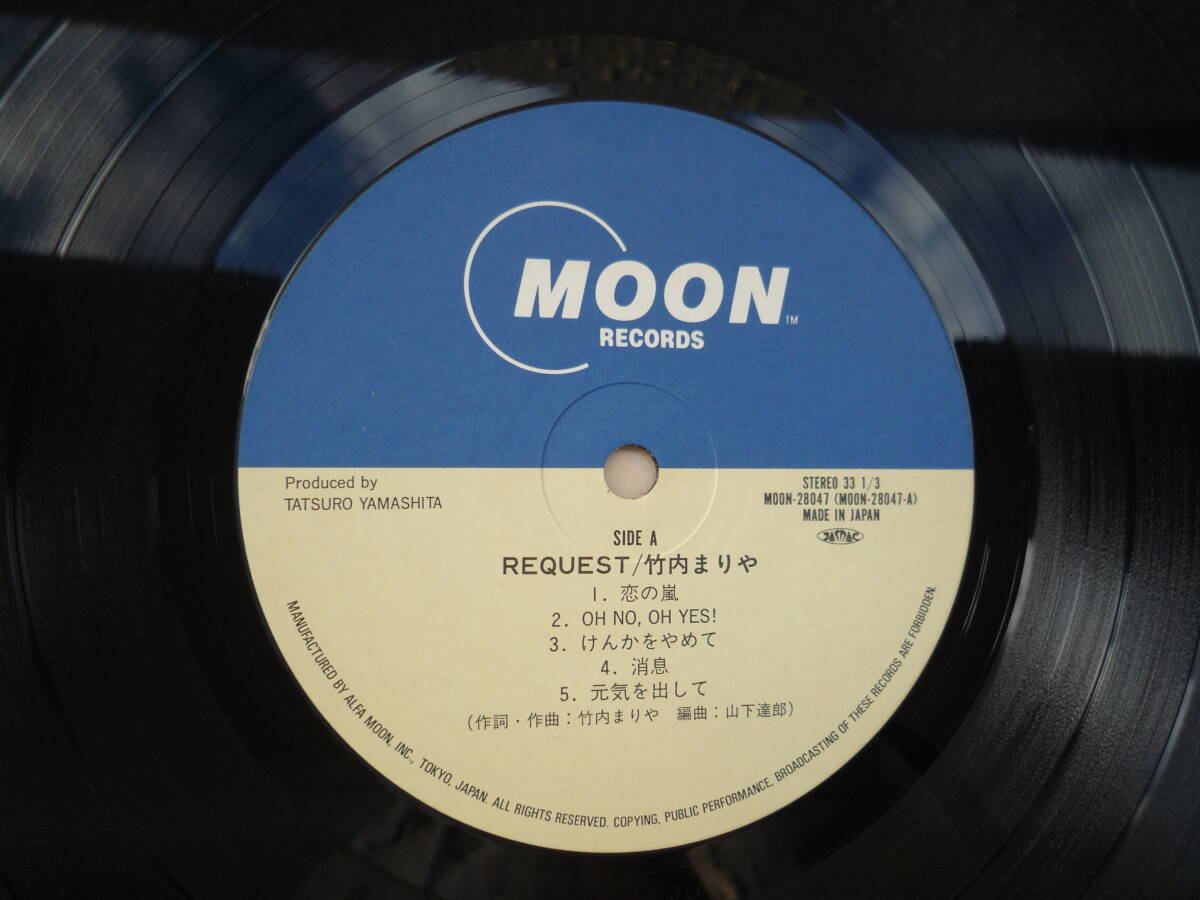 MOON
TM
RECORDS
Produced by
TATSURO YAMASHITA
STEREO 33 1/3
MOON-28047 (MOON-28047-A)
MADE IN JAPAN
JASRAC
SIDE A
REQUEST/竹内まりや
1. 恋の嵐
2. OH NO, OH YES!
3. けんかをやめて
4. 消息
5. 元気を出して
(作詞・作曲:竹内まりや 編曲:山下達郎)
MANUFACTURED BY ALFA MOON, INC., TOKYO, JAPAN. ALL RIGHTS RESERVED. COPYING, PUBLIC PERFORMANCE, BROADCASTING OF THESE RECORDS ARE FORBIDDEN.